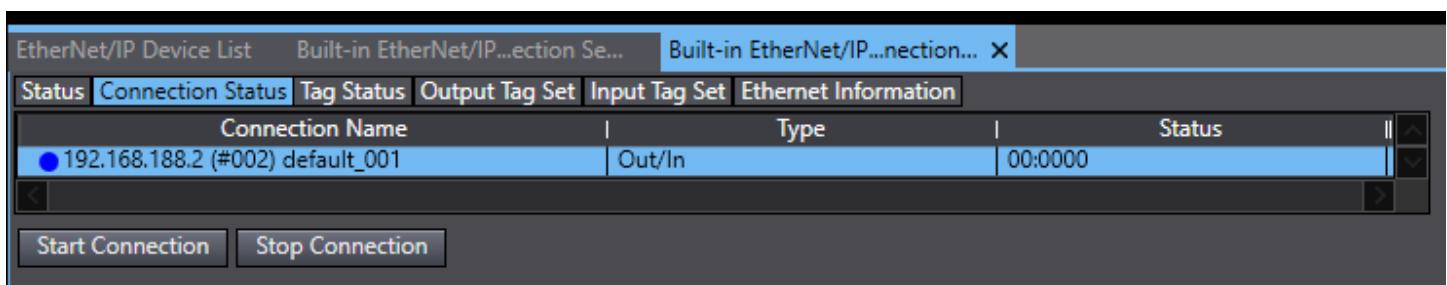 EtherNet/IP Device List Built-in EtherNet/IP...ection Se... Built-in EtherNet/IP...nection... X
Status Connection Status Tag Status Output Tag Set Input Tag Set Ethernet Information
Connection Name Type Status
192.168.188.2 (#002) default_001 Out/In 00:0000
Start Connection Stop Connection